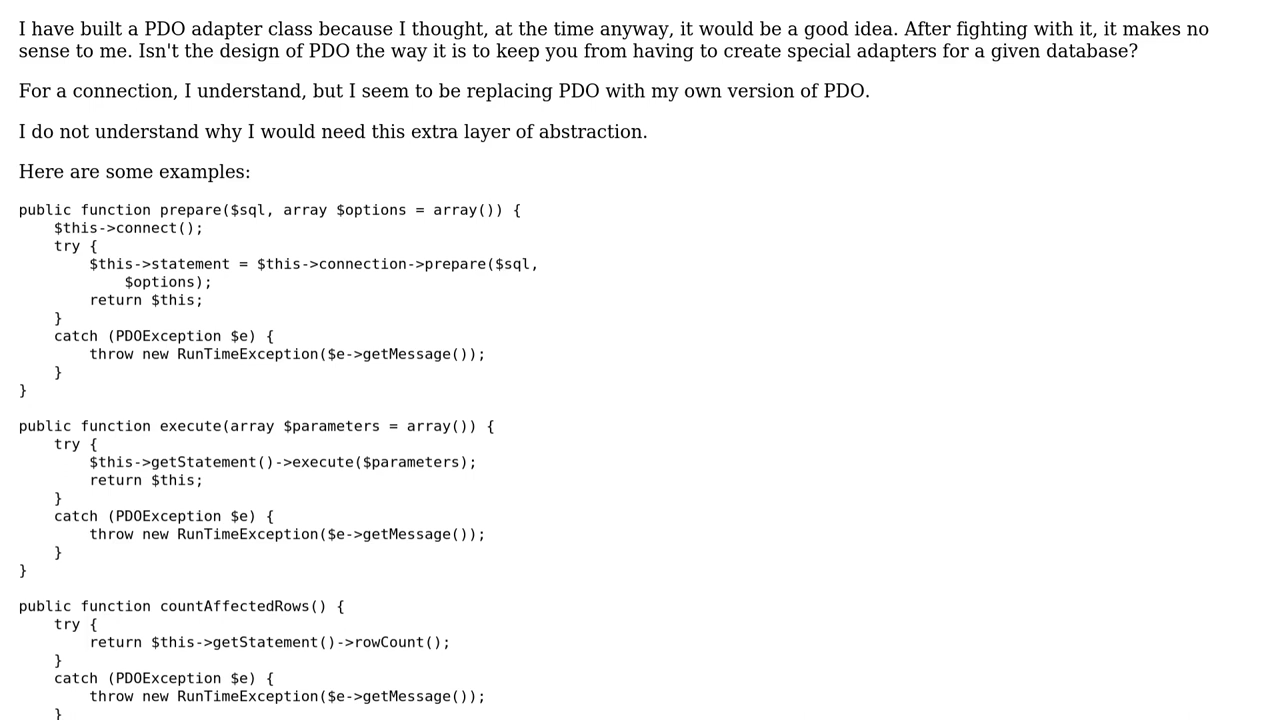 I have built a PDO adapter class because I thought, at the time anyway, it would be a good idea. After fighting with it, it makes no
sense to me. Isn't the design of PDO the way it is to keep you from having to create special adapters for a given database?
For a connection, I understand, but I seem to be replacing PDO with my own version of PDO.
I do not understand why I would need this extra layer of abstraction.
Here are some examples:
public function prepare($sql, array $options = array()) {
    $this->connect();
    try {
        $this->statement = $this->connection->prepare($sql,
            $options);
        return $this;
    }
    catch (PDOException $e) {
        throw new RunTimeException($e->getMessage());
    }
}
public function execute(array $parameters = array()) {
    try {
        $this->getStatement()->execute($parameters);
        return $this;
    }
    catch (PDOException $e) {
        throw new RunTimeException($e->getMessage());
    }
}
public function countAffectedRows() {
    try {
        return $this->getStatement()->rowCount();
    }
    catch (PDOException $e) {
        throw new RunTimeException($e->getMessage());
    }